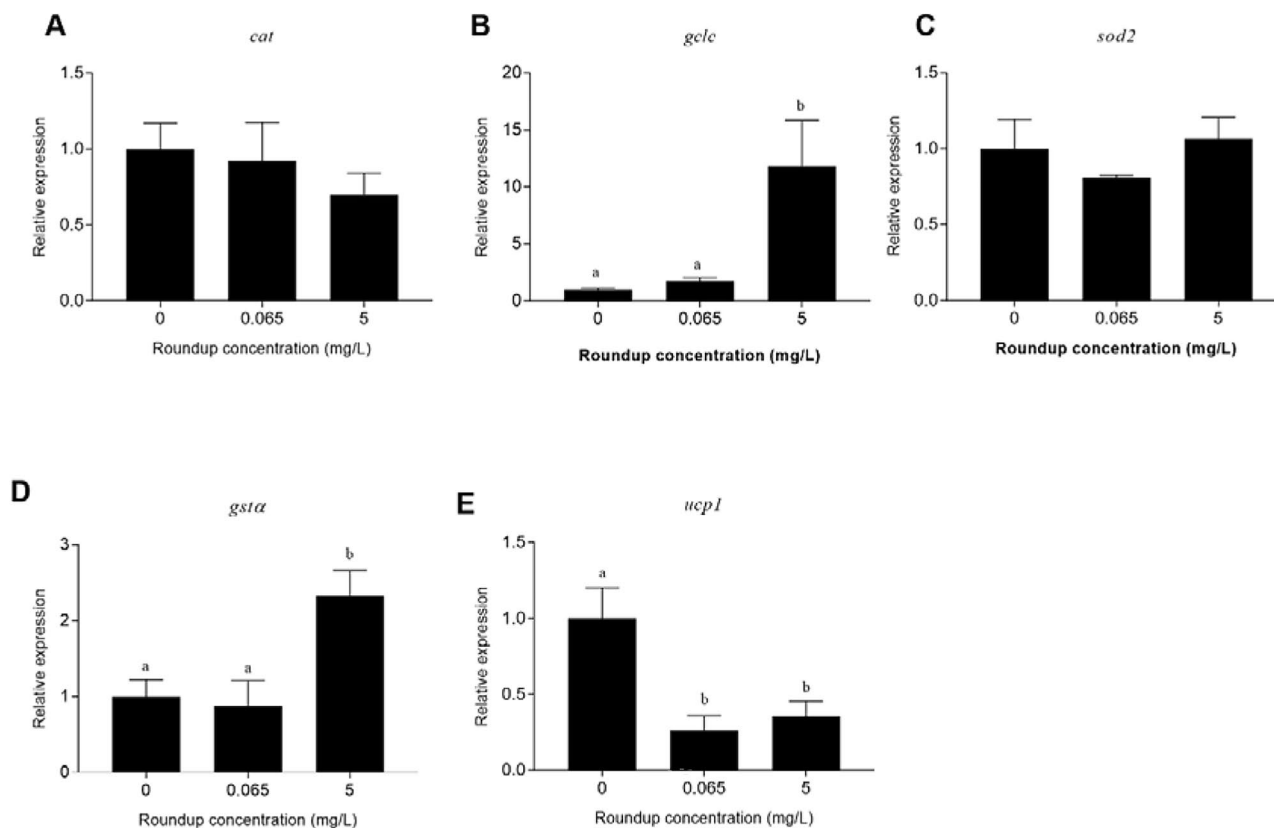 A
cat
Relative expression
1.5
1.0
0.5
0.0
0 0.065 5
Roundup concentration (mg/L)
B
gclc
Relative expression
20
15
10
5
0
a a b
0 0.065 5
Roundup concentration (mg/L)
C
sod2
Relative expression
1.5
1.0
0.5
0.0
0 0.065 5
Roundup concentration (mg/L)
D
gstα
Relative expression
3
2
1
0
a a b
0 0.065 5
Roundup concentration (mg/L)
E
ucp1
Relative expression
1.5
1.0
0.5
0.0
a b b
0 0.065 5
Roundup concentration (mg/L)